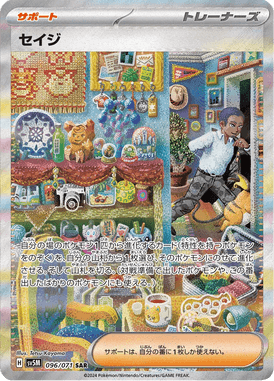 サポート
トレーナーズ
セイジ
自分の場のポケモン1匹から進化するカード(特性を持つポケモン
をのぞく)を、自分の山札から1枚選び、そのポケモンにのせて進化さ
せる。そして山札を切る。(対戦準備で出したポケモンや、この番に
出したばかりのポケモンにも使える。)
Illus. Jetsu Koyama
H SV5M 096/071 SAR
©2024 Pokémon/Nintendo/Creatures/GAME FREAK.
サポートは、自分の番に1枚しか使えない。